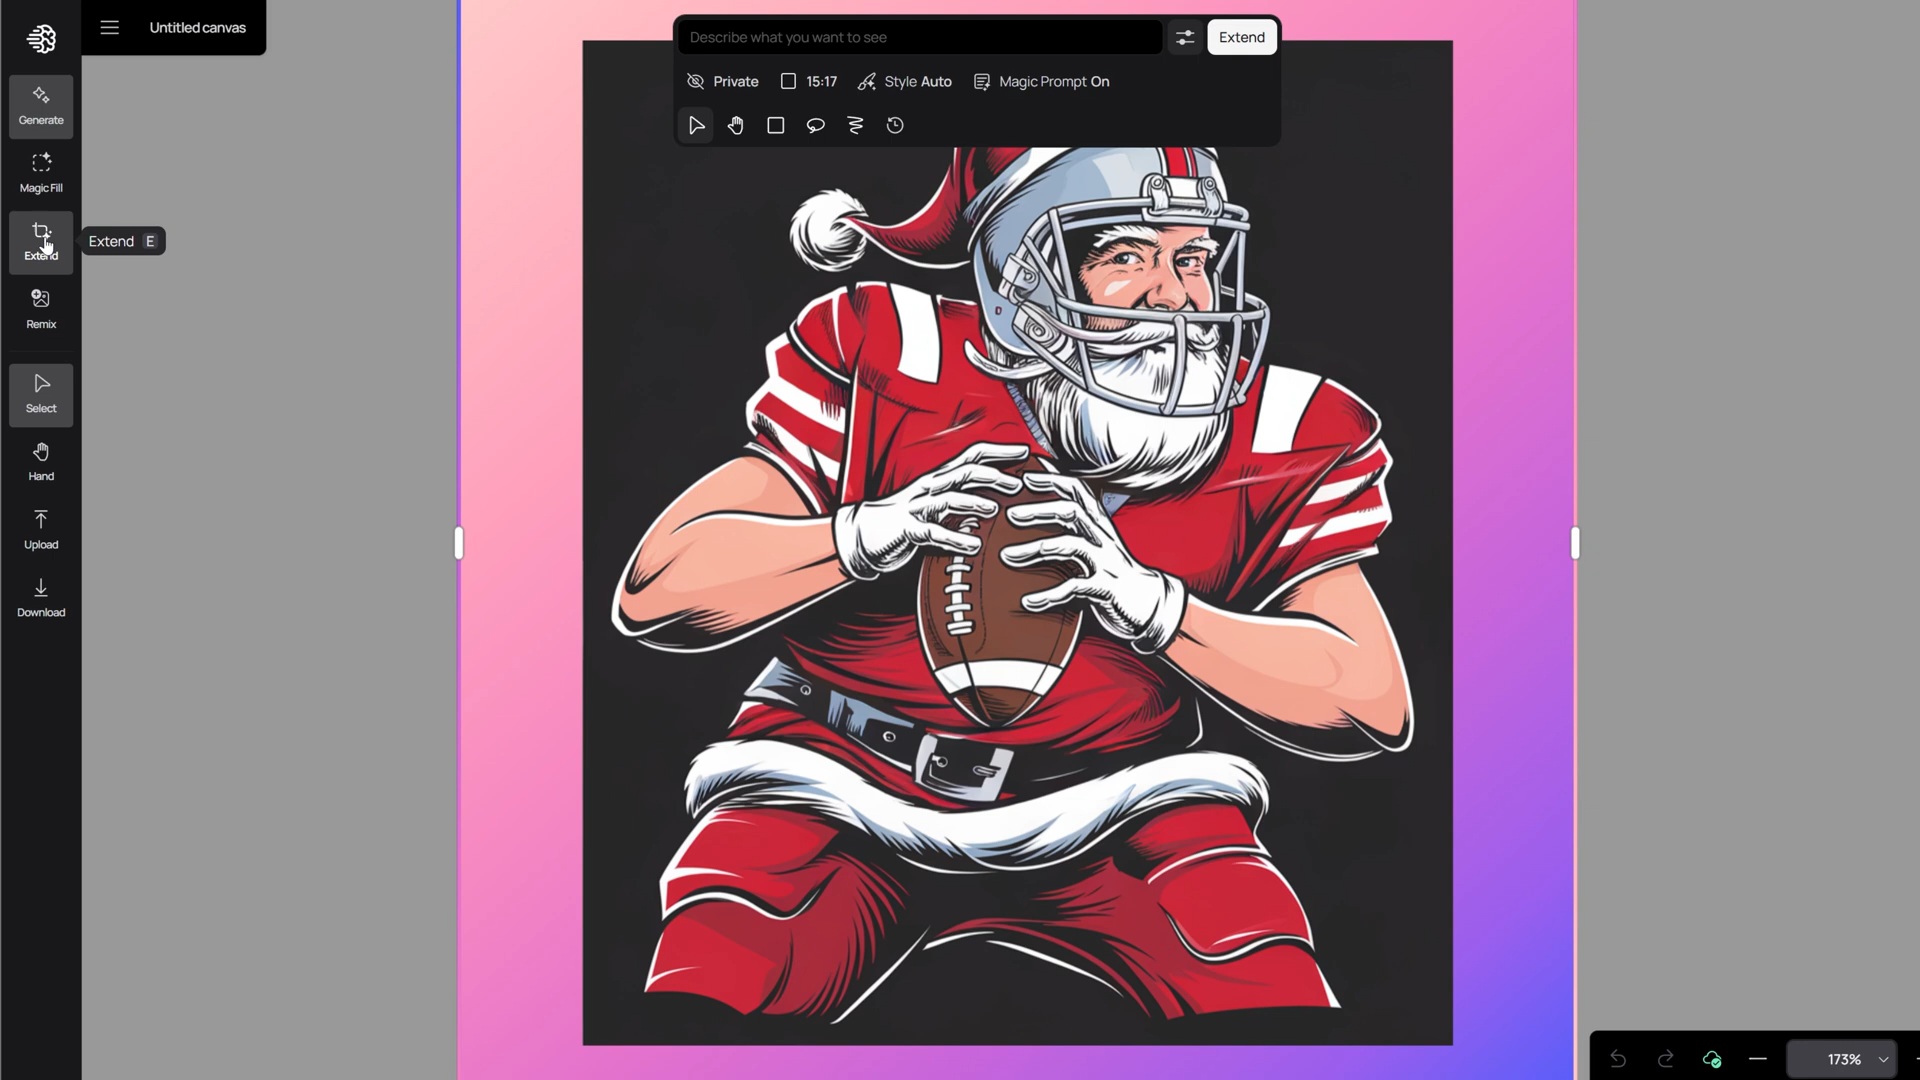 Untitled canvas
Describe what you want to see
Extend
Private
15:17
Style Auto
Magic Prompt On
Generate
Magic Fill
Extend
Extend E
Remix
Select
Hand
Upload
Download
173%